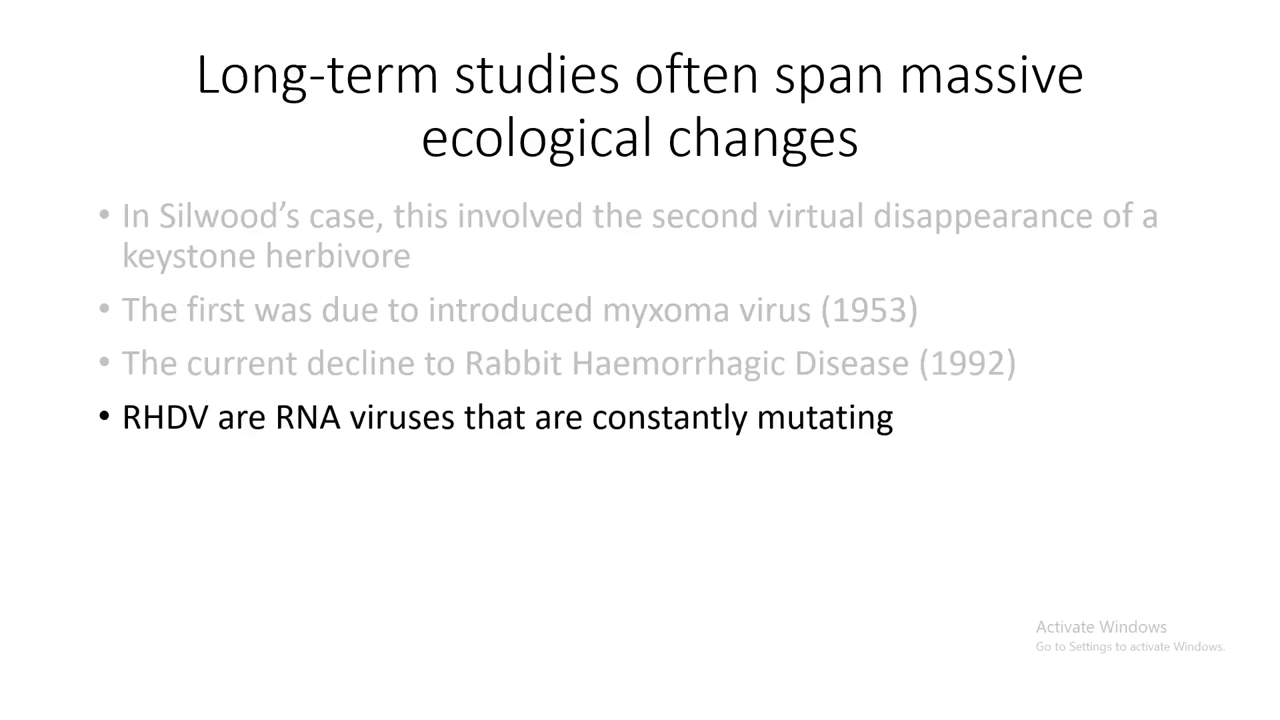 Long-term studies often span massive
ecological changes
• In Silwood’s case, this involved the second virtual disappearance of a
keystone herbivore
• The first was due to introduced myxoma virus (1953)
• The current decline to Rabbit Haemorrhagic Disease (1992)
• RHDV are RNA viruses that are constantly mutating
Activate Windows
Go to Settings to activate Windows.